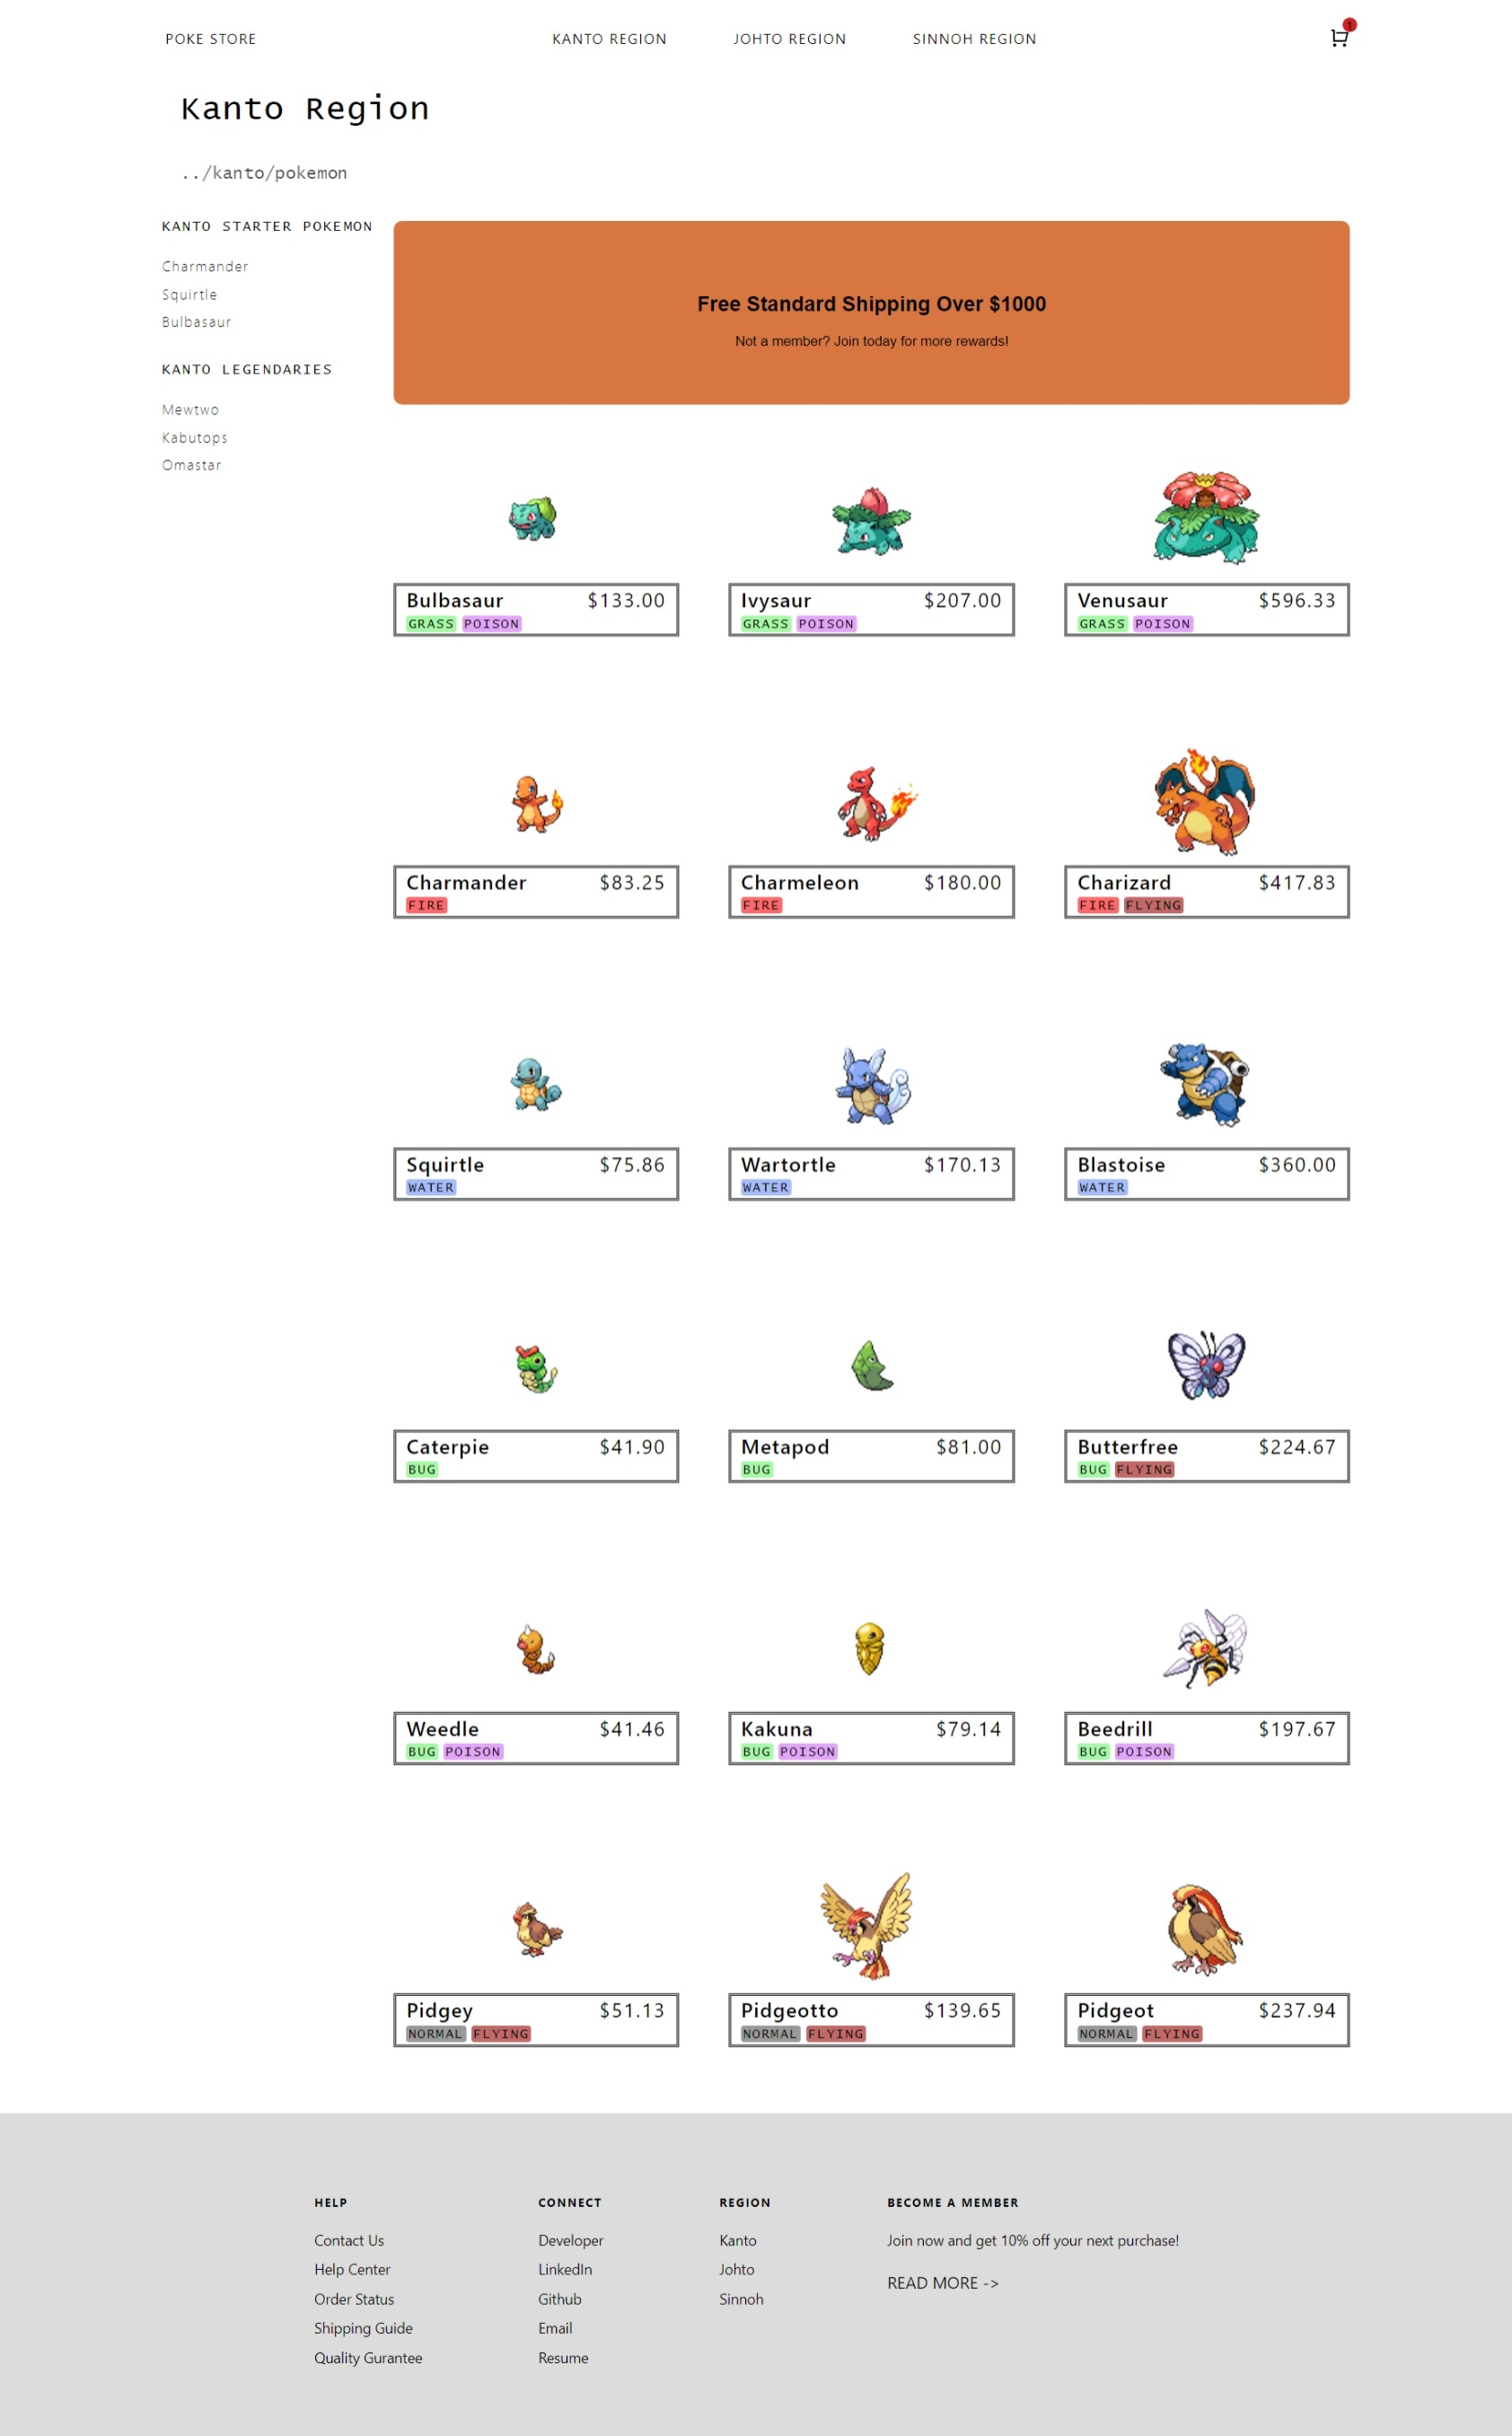 POKE STORE KANTO REGION JOHTO REGION SINNOH REGION 1
Kanto Region
../kanto/pokemon
KANTO STARTER POKEMON
Charmander
Squirtle
Bulbasaur
KANTO LEGENDARIES
Mewtwo
Kabutops
Omastar
Free Standard Shipping Over $1000
Not a member? Join today for more rewards!
Bulbasaur $133.00
GRASS POISON
Ivysaur $207.00
GRASS POISON
Venusaur $596.33
GRASS POISON
Charmander $83.25
FIRE
Charmeleon $180.00
FIRE
Charizard $417.83
FIRE FLYING
Squirtle $75.86
WATER
Wartortle $170.13
WATER
Blastoise $360.00
WATER
Caterpie $41.90
BUG
Metapod $81.00
BUG
Butterfree $224.67
BUG FLYING
Weedle $41.46
BUG POISON
Kakuna $79.14
BUG POISON
Beedrill $197.67
BUG POISON
Pidgey $51.13
NORMAL FLYING
Pidgeotto $139.65
NORMAL FLYING
Pidgeot $237.94
NORMAL FLYING
HELP
Contact Us
Help Center
Order Status
Shipping Guide
Quality Gurantee
CONNECT
Developer
LinkedIn
Github
Email
Resume
REGION
Kanto
Johto
Sinnoh
BECOME A MEMBER
Join now and get 10% off your next purchase!
READ MORE ->